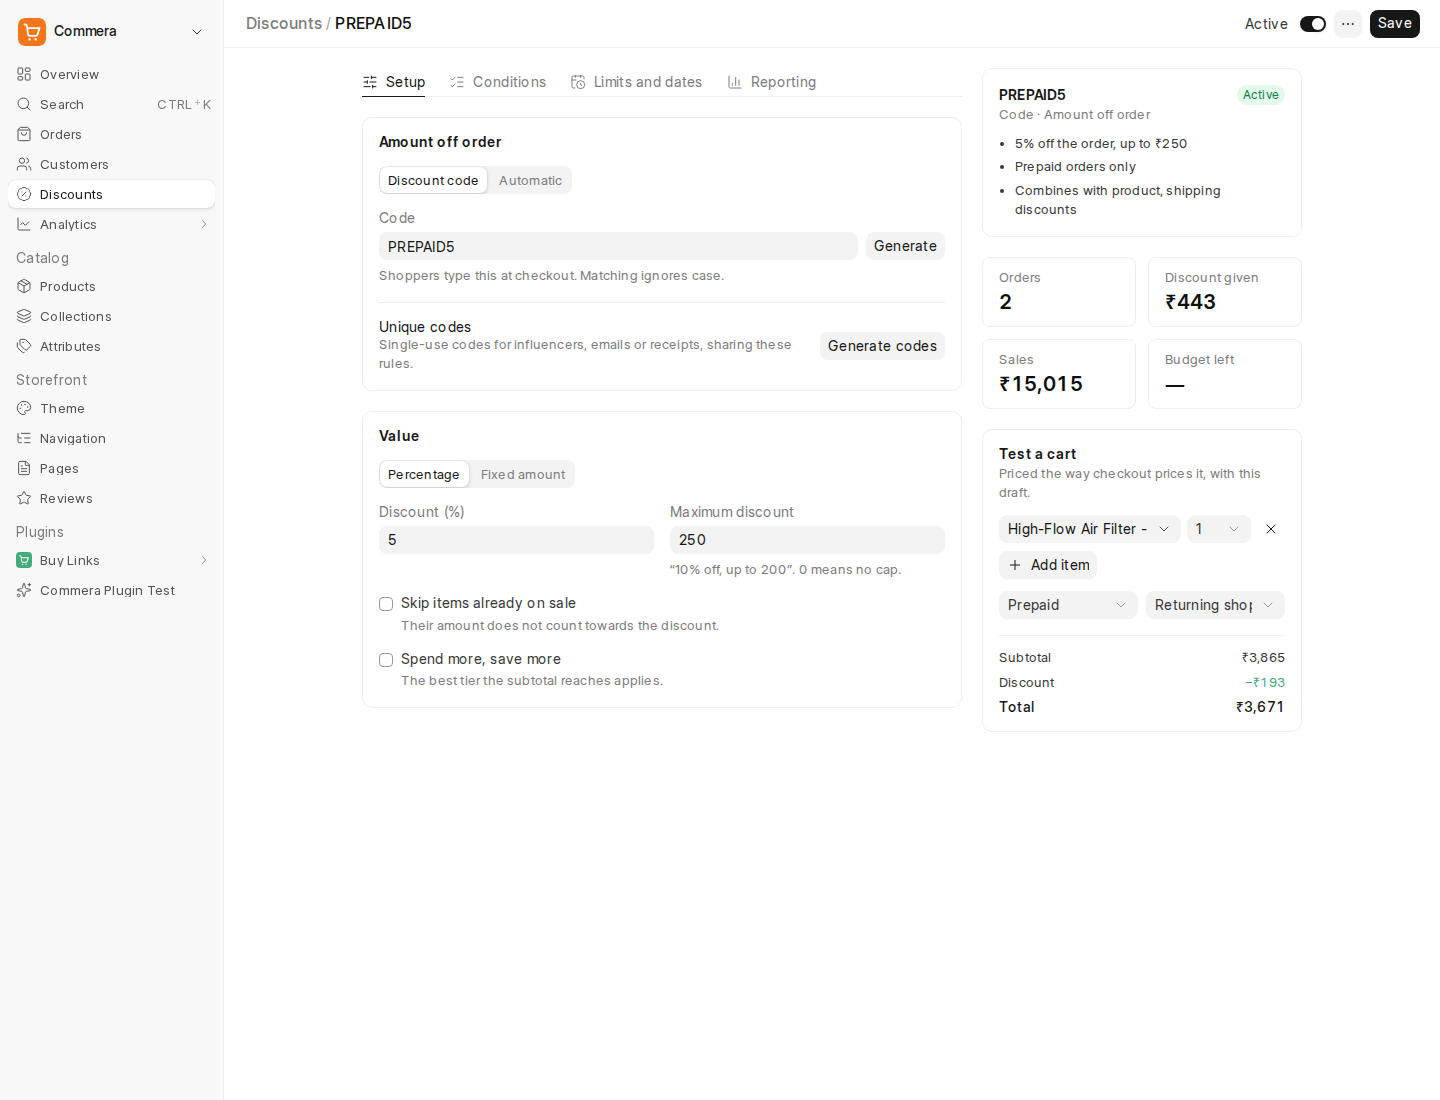 Commera
Overview
Search CTRL + K
Orders
Customers
Discounts
Analytics
Catalog
Products
Collections
Attributes
Storefront
Theme
Navigation
Pages
Reviews
Plugins
Buy Links
Commera Plugin Test
Discounts / PREPAID5
Active
Save
Setup
Conditions
Limits and dates
Reporting
Amount off order
Discount code
Automatic
Code
PREPAID5
Generate
Shoppers type this at checkout. Matching ignores case.
Unique codes
Single-use codes for influencers, emails or receipts, sharing these
rules.
Generate codes
Value
Percentage
Fixed amount
Discount (%)
5
Maximum discount
250
“10% off, up to 200”. 0 means no cap.
Skip items already on sale
Their amount does not count towards the discount.
Spend more, save more
The best tier the subtotal reaches applies.
PREPAID5
Active
Code · Amount off order
• 5% off the order, up to ₹250
• Prepaid orders only
• Combines with product, shipping
discounts
Orders
2
Discount given
₹443
Sales
₹15,015
Budget left
—
Test a cart
Priced the way checkout prices it, with this
draft.
High-Flow Air Filter -
1
Add item
Prepaid
Returning shop
Subtotal ₹3,865
Discount −₹193
Total ₹3,671